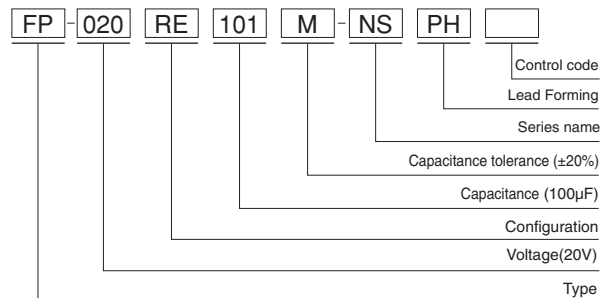 FP-020 RE 101 M-NS PH
Control code
Lead Forming
Series name
Capacitance tolerance (±20%)
Capacitance (100μF)
Configuration
Voltage(20V)
Type